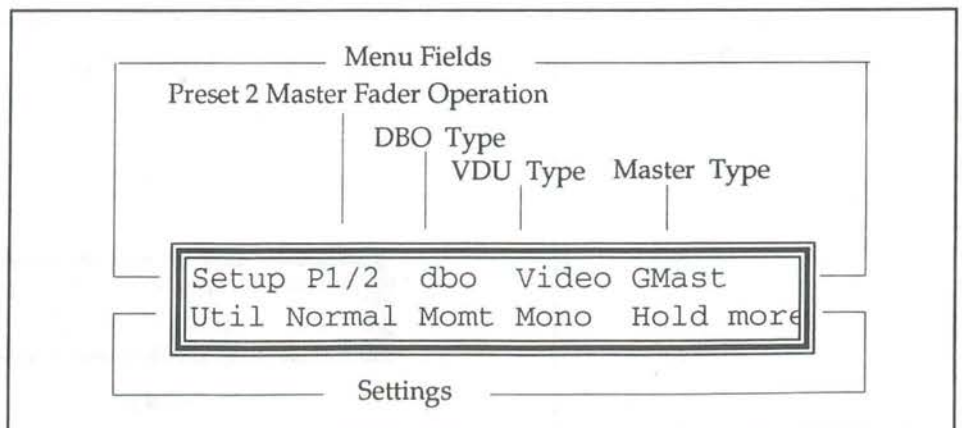 Menu Fields
Preset 2 Master Fader Operation
DBO Type
VDU Type Master Type
Setup P1/2 dbo Video GMast
Util Normal Momt Mono Hold more
Settings